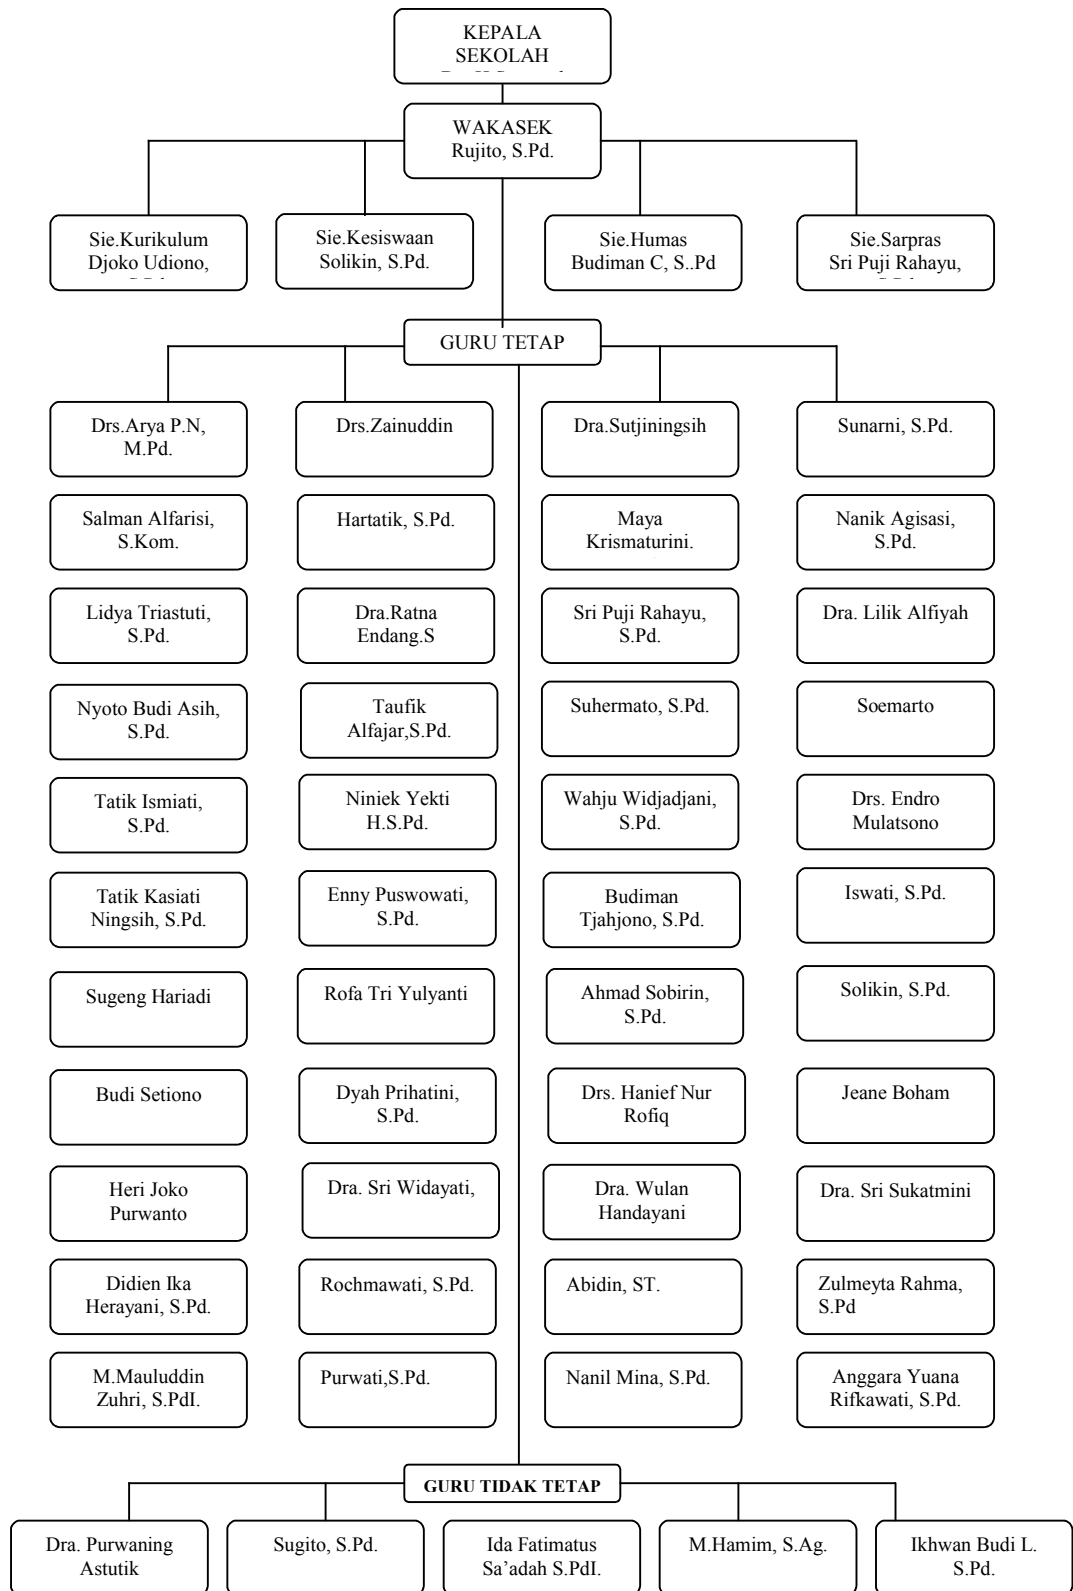 KEPALA
SEKOLAH
WAKASEK
Rujito, S.Pd.
Sie.Kurikulum
Djoko Udiono,
Sie.Kesiswaan
Solikin, S.Pd.
Sie.Humas
Budiman C, S..Pd
Sie.Sarpras
Sri Puji Rahayu,
GURU TETAP
Drs.Arya P.N,
M.Pd.
Drs.Zainuddin
Dra.Sutjiningsih
Sunarni, S.Pd.
Salman Alfarisi,
S.Kom.
Hartatik, S.Pd.
Maya
Krismaturini.
Nanik Agisasi,
S.Pd.
Lidya Triastuti,
S.Pd.
Dra.Ratna
Endang.S
Sri Puji Rahayu,
S.Pd.
Dra. Lilik Alfiyah
Nyoto Budi Asih,
S.Pd.
Taufik
Alfajar,S.Pd.
Suhermato, S.Pd.
Soemarto
Tatik Ismiati,
S.Pd.
Niniek Yekti
H.S.Pd.
Wahju Widjadjani,
S.Pd.
Drs. Endro
Mulatsono
Tatik Kasiati
Ningsih, S.Pd.
Enny Puswowati,
S.Pd.
Budiman
Tjahjono, S.Pd.
Iswati, S.Pd.
Sugeng Hariadi
Rofa Tri Yulyanti
Ahmad Sobirin,
S.Pd.
Solikin, S.Pd.
Budi Setiono
Dyah Prihatini,
S.Pd.
Drs. Hanief Nur
Rofiq
Jeane Boham
Heri Joko
Purwanto
Dra. Sri Widayati,
Dra. Wulan
Handayani
Dra. Sri Sukatmini
Didien Ika
Herayani, S.Pd.
Rochmawati, S.Pd.
Abidin, ST.
Zulmeyta Rahma,
S.Pd
M.Mauluddin
Zuhri, S.PdI.
Purwati,S.Pd.
Nanil Mina, S.Pd.
Anggara Yuana
Rifkawati, S.Pd.
GURU TIDAK TETAP
Dra. Purwaning
Astutik
Sugito, S.Pd.
Ida Fatimatus
Sa’adah S.PdI.
M.Hamim, S.Ag.
Ikhwan Budi L.
S.Pd.